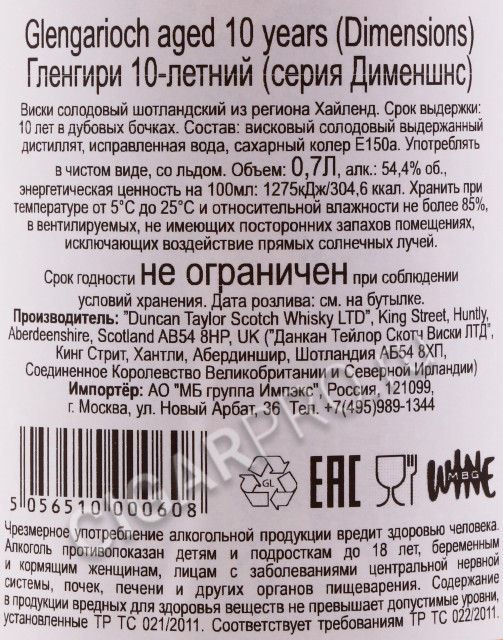 Glengarioch aged 10 years (Dimensions)
Гленгири 10-летний (серия Дименшнс)
Виски солодовый шотландский из региона Хайленд. Срок выдержки:
10 лет в дубовых бочках. Состав: висковый солодовый выдержанный
дистиллят, исправленная вода, сахарный колер Е150а. Употреблять
в чистом виде, со льдом. Объем: 0,7Л, алк.: 54,4% об.,
энергетическая ценность на 100мл: 1275кДж/304,6 ккал. Хранить при
температуре от 5°С до 25°С и относительной влажности не более 85%,
в вентилируемых, не имеющих посторонних запахов помещениях,
исключающих воздействие прямых солнечных лучей.
Срок годности не ограничен при соблюдении
условий хранения. Дата розлива: см. на бутылке.
Производитель: "Duncan Taylor Scotch Whisky LTD", King Street, Huntly,
Aberdeenshire, Scotland AB54 8HP, UK ("Данкан Тейлор Скотч Виски ЛТД",
Кинг Стрит, Хантли, Абердиншир, Шотландия АБ54 8ХП,
Соединенное Королевство Великобритании и Северной Ирландии)
Импортёр: АО "МБ группа Импэкс", Россия, 121099,
г. Москва, ул. Новый Арбат, 36 Тел. +7(495)989-1344
5 056510 000608
GL
EAC
WINE
MBG
Чрезмерное употребление алкогольной продукции вредит здоровью человека.
Алкоголь противопоказан детям и подросткам до 18 лет, беременным
и кормящим женщинам, лицам с заболеваниями центральной нервной
системы, почек, печени и других органов пищеварения. Содержание
в продукции вредных для здоровья веществ не превышает допустимые уровни,
установленные ТР ТС 021/2011. Соответствует требованиям ТР ТС 022/2011.